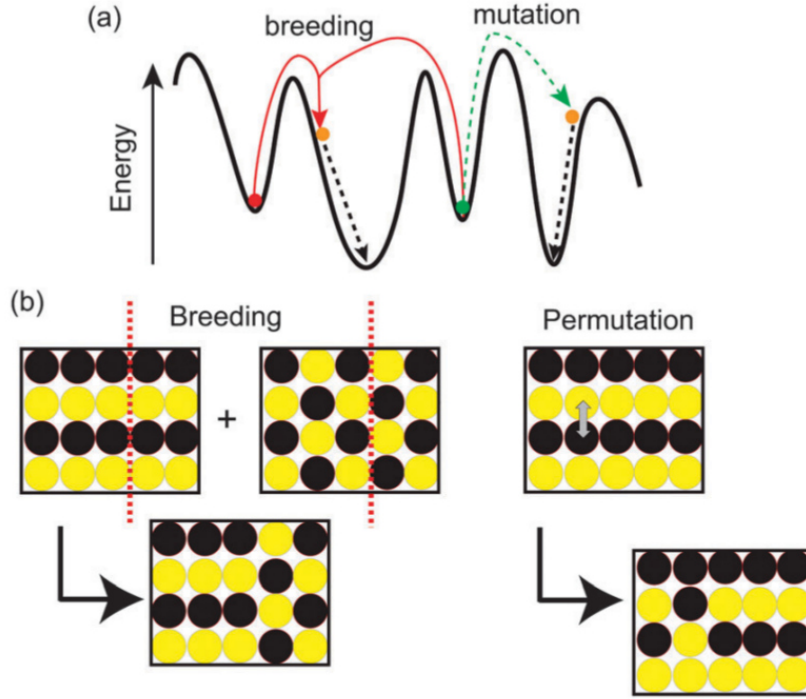 (a)
breeding
mutation
Energy
(b)
Breeding
Permutation
+